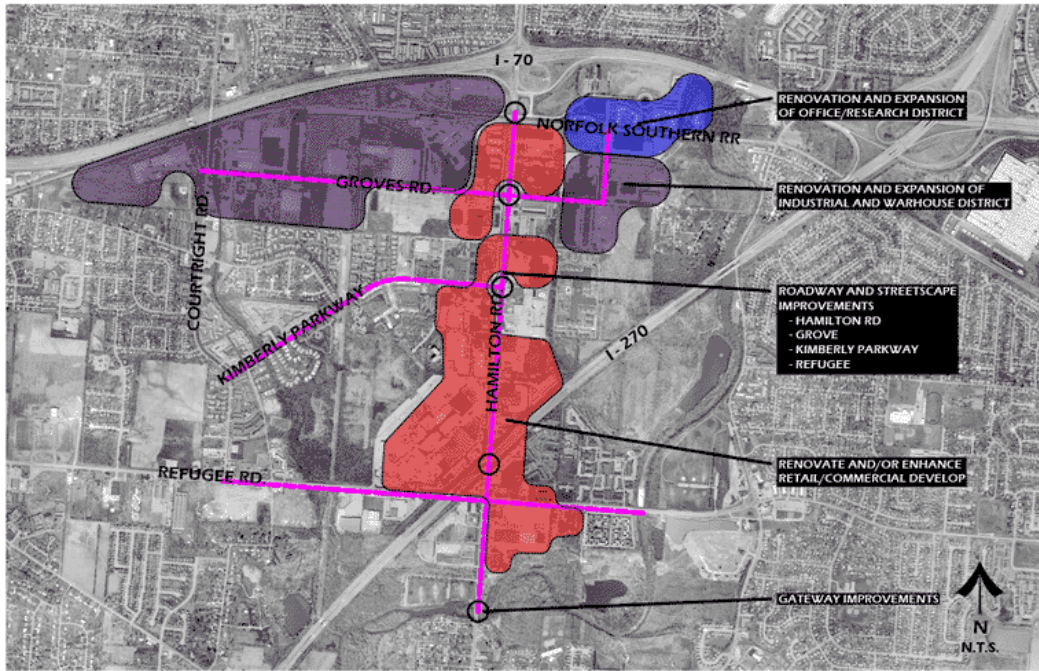 I - 70
NORFOLK SOUTHERN RR
RENOVATION AND EXPANSION
OF OFFICE/RESEARCH DISTRICT
GROVES RD.
RENOVATION AND EXPANSION OF
INDUSTRIAL AND WARHOUSE DISTRICT
COURTRIGHT RD.
KIMBERLY PARKWAY
HAMILTON RD.
I - 270
ROADWAY AND STREETSCAPE
IMPROVEMENTS
- HAMILTON RD
- GROVE
- KIMBERLY PARKWAY
- REFUGEE
REFUGEE RD.
RENOVATE AND/OR ENHANCE
RETAIL/COMMERCIAL DEVELOP
GATEWAY IMPROVEMENTS
N
N.T.S.